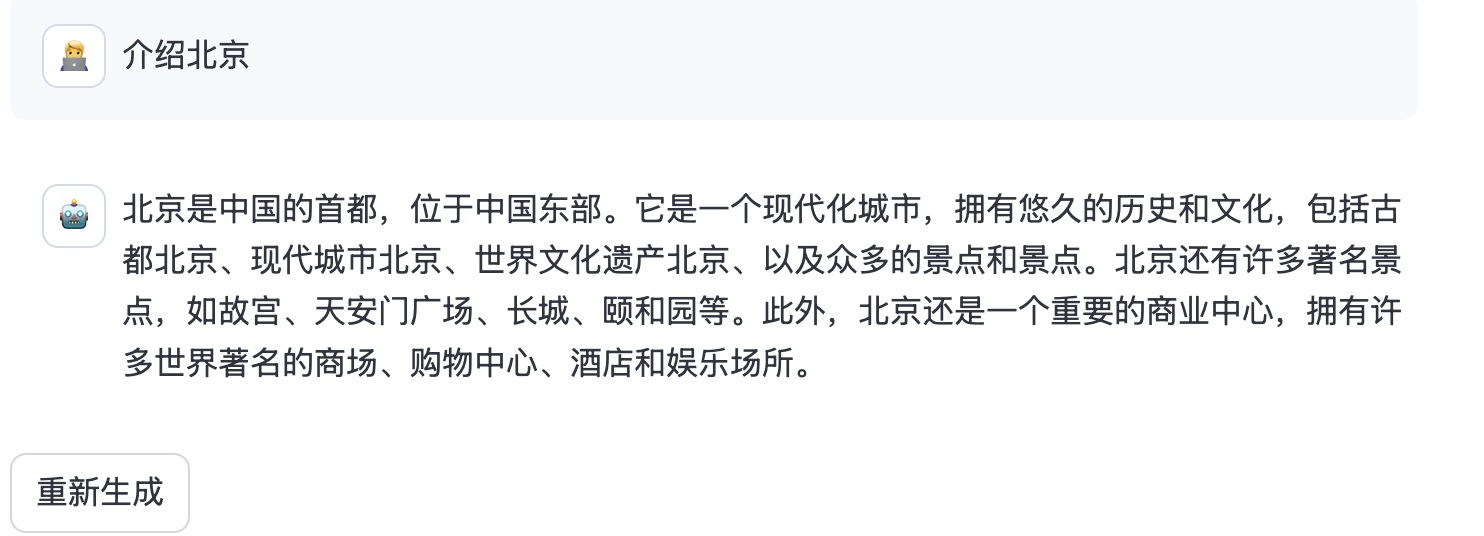 介绍北京
北京是中国的首都，位于中国东部。它是一个现代化城市，拥有悠久的历史和文化，包括古
都北京、现代城市北京、世界文化遗产北京、以及众多的景点和景点。北京还有许多著名景
点，如故宫、天安门广场、长城、颐和园等。此外，北京还是一个重要的商业中心，拥有许
多世界著名的商场、购物中心、酒店和娱乐场所。
重新生成